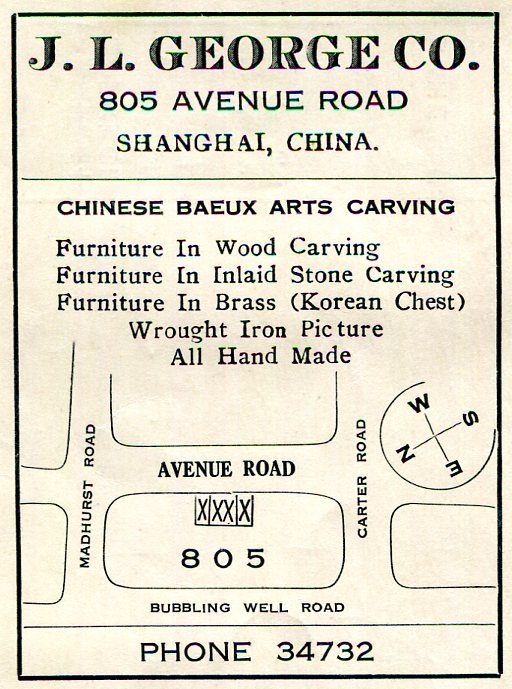 J. L. GEORGE CO.
805 AVENUE ROAD
SHANGHAI, CHINA.
CHINESE BAEUX ARTS CARVING
Furniture In Wood Carving
Furniture In Inlaid Stone Carving
Furniture In Brass (Korean Chest)
Wrought Iron Picture
All Hand Made
W
S
N
E
MADHURST ROAD
AVENUE ROAD
CARTER ROAD
XXXX
805
BUBBLING WELL ROAD
PHONE 34732